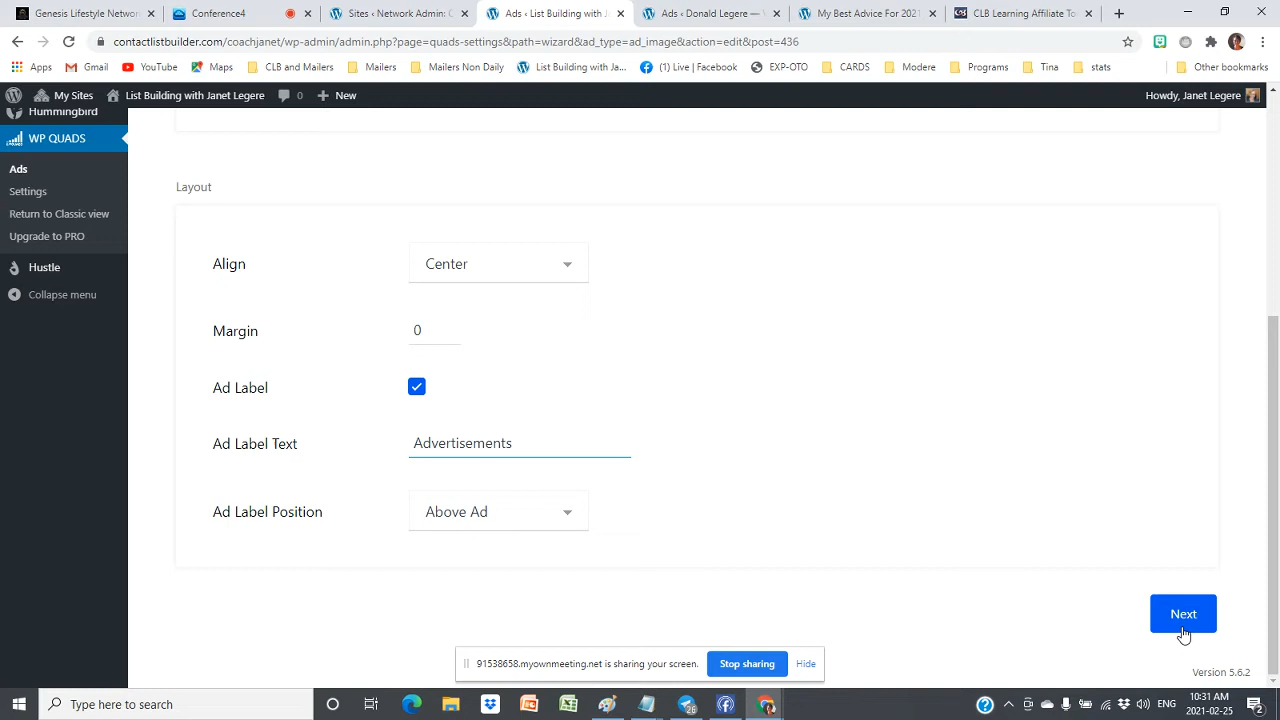 Genesis Lifestyle Network
Conference4
Sites ‹ Network Admin: C
Ads ‹ List Building with J
Ads ‹ Donna Legere — W
My Best Advice For 2021
CLB Learning Affiliate To
contactlistbuilder.com/coachjanet/wp-admin/admin.php?page=quads-settings&path=wizard&ad_type=ad_image&action=edit&post=436
Apps Gmail YouTube Maps CLB and Mailers Mailers Mailers Non Daily List Building with Ja... (1) Live | Facebook EXP-OTO CARDS Modere Programs Tina stats Other bookmarks
My Sites List Building with Janet Legere 0 New Howdy, Janet Legere
Hummingbird
WP QUADS
Ads
Settings
Return to Classic view
Upgrade to PRO
Hustle
Collapse menu
Layout
Align Center
Margin 0
Ad Label
Ad Label Text Advertisements
Ad Label Position Above Ad
Next
91538658.myownmeeting.net is sharing your screen. Stop sharing Hide
Version 5.6.2
Type here to search
26
ENG
10:31 AM
2021-02-25
2